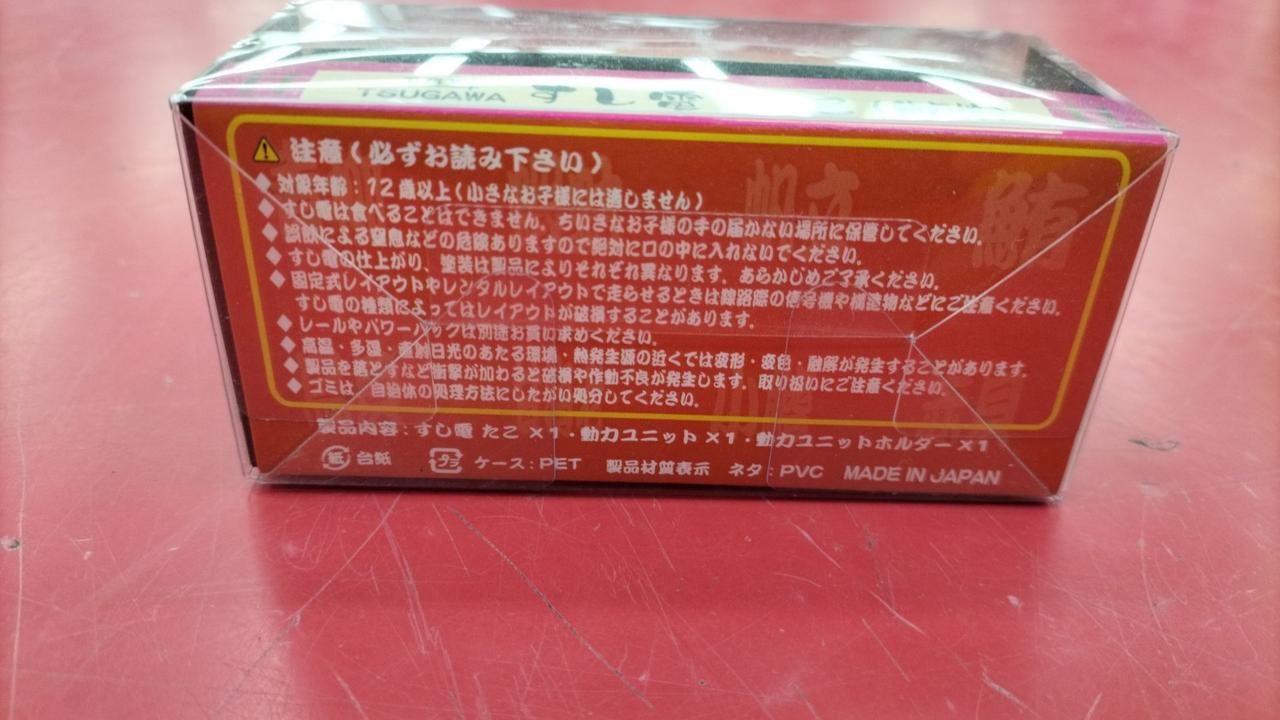 TSUGAWA すし電
⚠ 注意(必ずお読み下さい)
◆対象年齢:12歳以上(小さなお子様には適しません)
◆すし電は食べることはできません。ちいさなお子様の手の届かない場所に保管してください。
◆誤飲による窒息などの危険ありますので絶対に口の中に入れないでください。
◆すし電の仕上がり、塗装は製品によりそれぞれ異なります。あらかじめご了承ください。
◆固定式レイアウトやレンタルレイアウトで走らせるときは線路際の信号機や構造物などにご注意ください。
すし電の種類によってはレイアウトが破損することがあります。
◆レールやパワーパックは別途お買い求めください。
◆高温・多湿・直射日光のあたる環境・熱発生源の近くでは変形・変色・融解が発生することがあります。
◆製品を落とすなど衝撃が加わると破損や作動不良が発生します。取り扱いにご注意ください。
◆ゴミは、自治体の処理方法にしたがい処分してください。
製品内容:すし電 たこ×1・動力ユニット×1・動力ユニットホルダー×1
紙 台紙 プラ ケース:PET 製品材質表示 ネタ:PVC MADE IN JAPAN
帆立
鮪